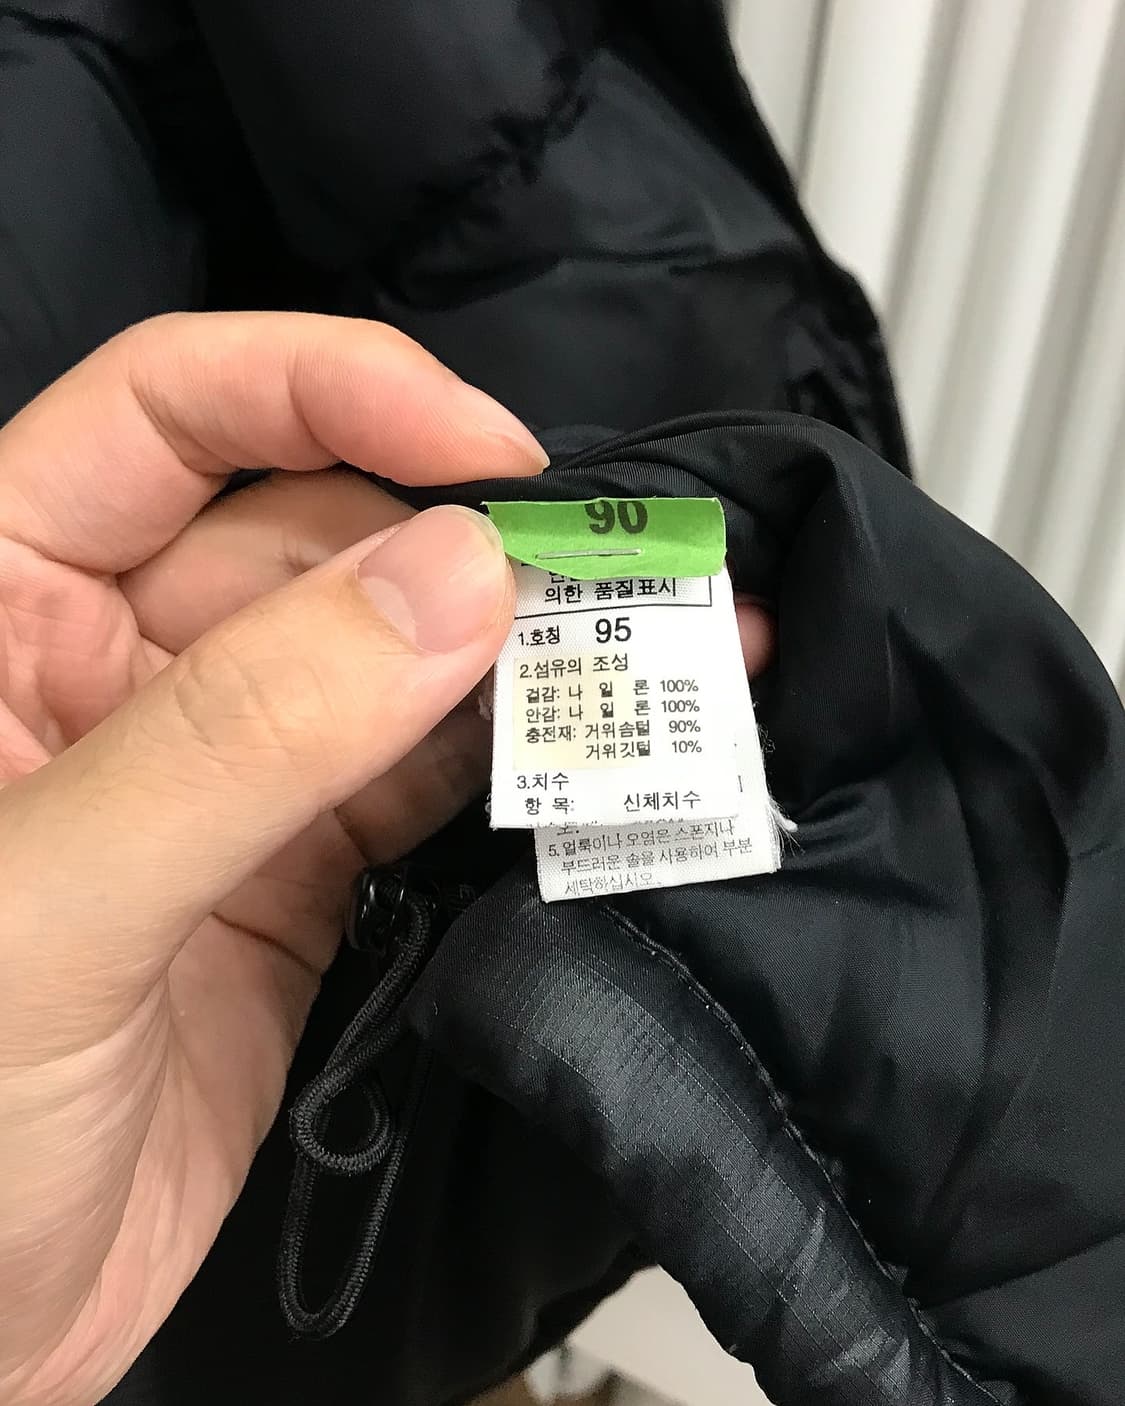 90
의한 품질표시
1.호칭 95
2.섬유의 조성
겉감: 나 일 론 100%
안감: 나 일 론 100%
충전재: 거위솜털 90%
거위깃털 10%
3.치수
항 목: 신체치수
5.얼룩이나 오염은 스폰지나
부드러운 솔을 사용하여 부분
세탁하십시오.